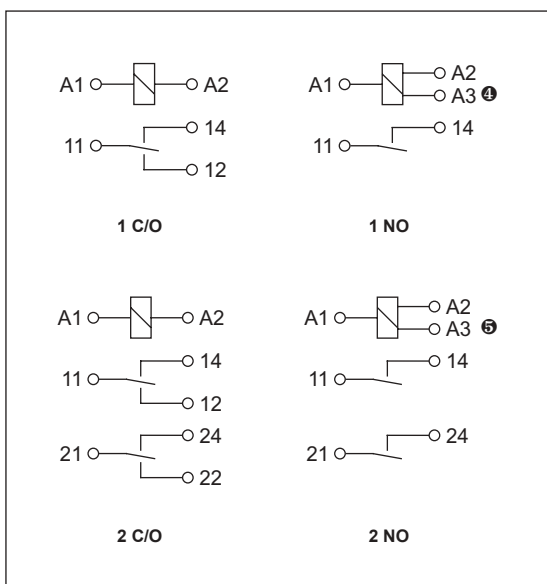 A1 A2 A1 A2
A3 ❹
14 14
11 11
12
1 C/O 1 NO
A1 A2 A1 A2
A3 ❺
14 14
11 11
12
24 24
21 21
22
2 C/O 2 NO